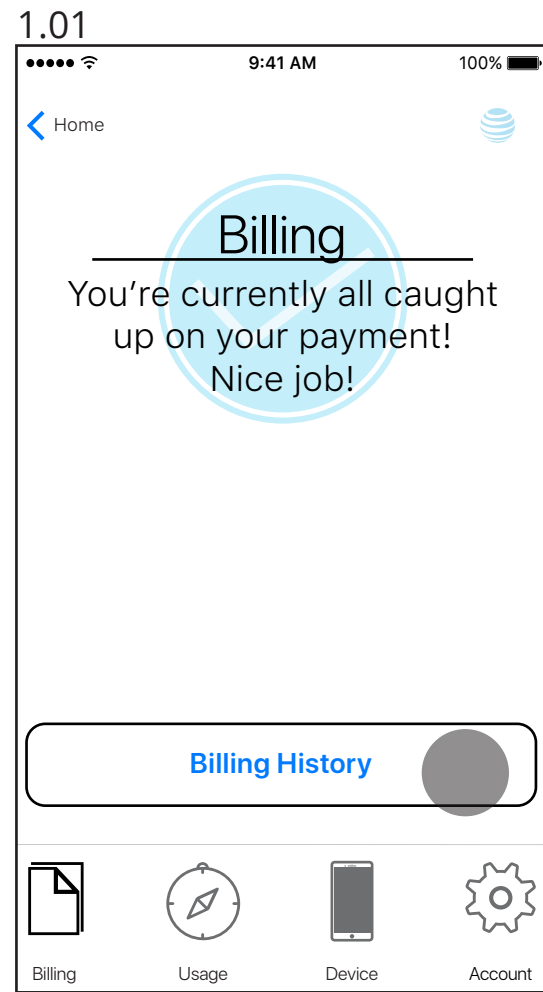 1.01
9:41 AM 100%
Home
Billing
You’re currently all caught
up on your payment!
Nice job!
Billing History
Billing Usage Device Account